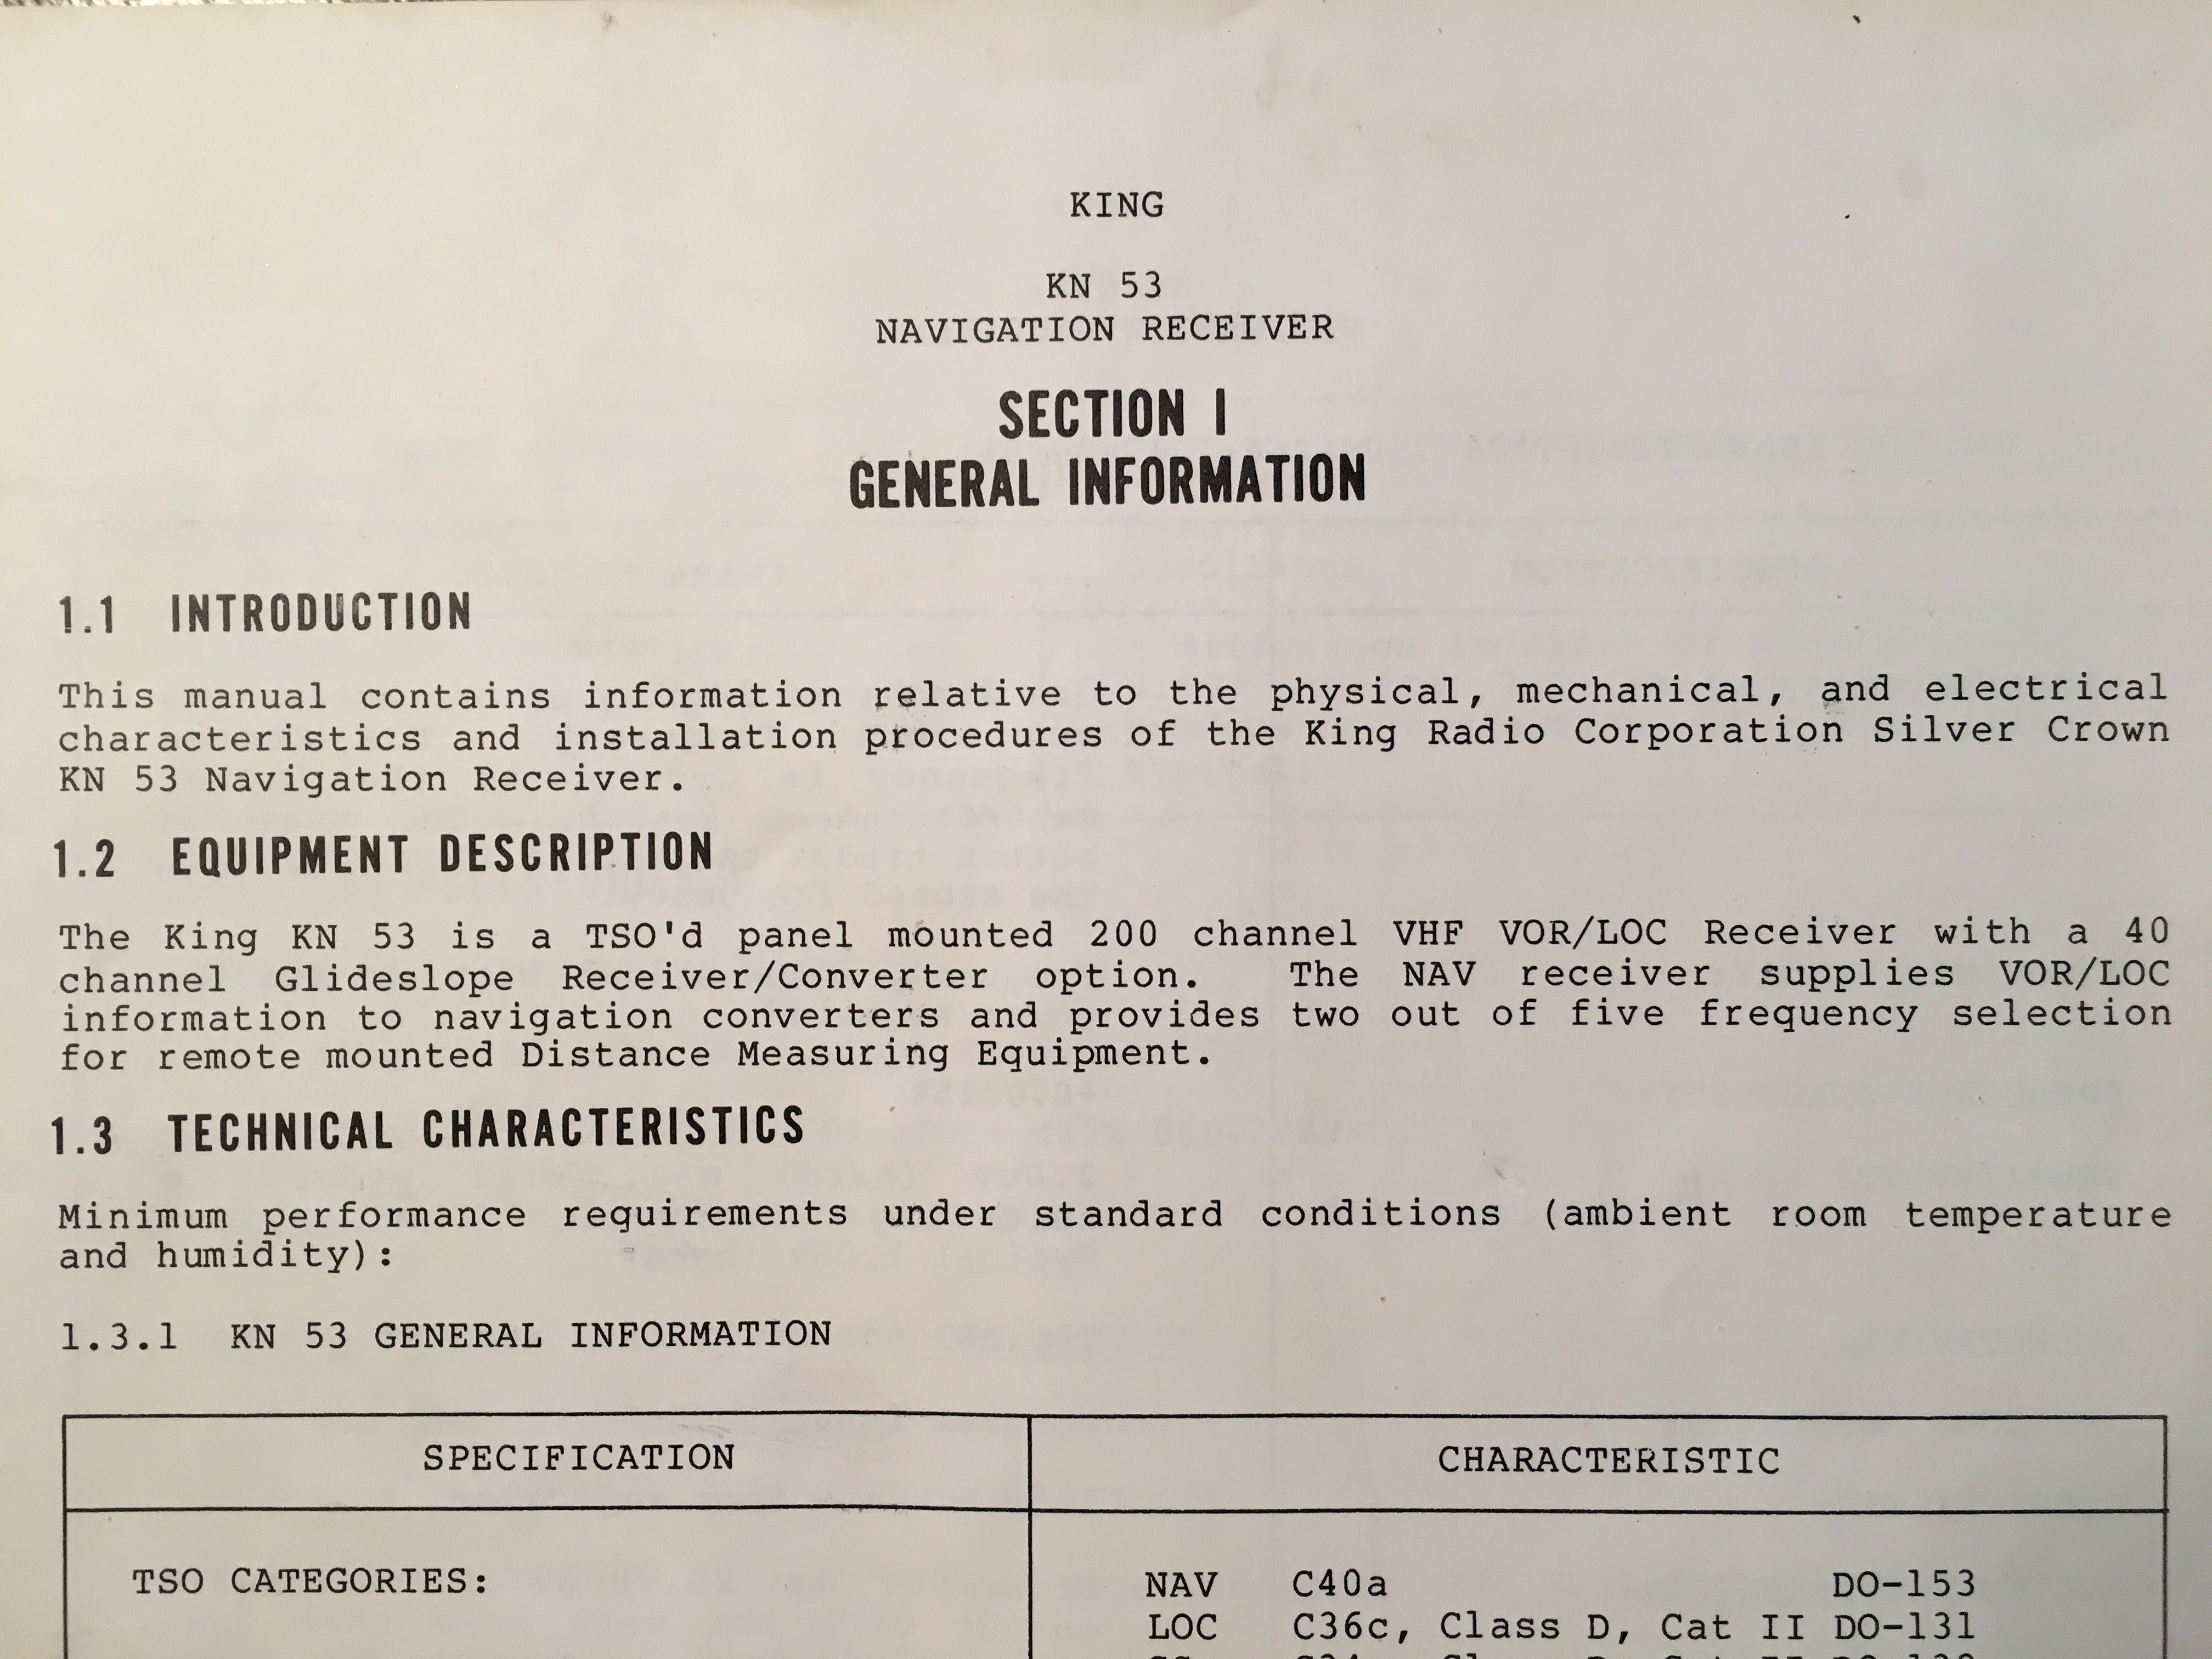 KING
KN 53
NAVIGATION RECEIVER
SECTION I
GENERAL INFORMATION
1.1 INTRODUCTION
This manual contains information relative to the physical, mechanical, and electrical
characteristics and installation procedures of the King Radio Corporation Silver Crown
KN 53 Navigation Receiver.
1.2 EQUIPMENT DESCRIPTION
The King KN 53 is a TSO'd panel mounted 200 channel VHF VOR/LOC Receiver with a 40
channel Glideslope Receiver/Converter option. The NAV receiver supplies VOR/LOC
information to navigation converters and provides two out of five frequency selection
for remote mounted Distance Measuring Equipment.
1.3 TECHNICAL CHARACTERISTICS
Minimum performance requirements under standard conditions (ambient room temperature
and humidity):
1.3.1 KN 53 GENERAL INFORMATION
SPECIFICATION CHARACTERISTIC
TSO CATEGORIES: NAV C40a DO-153
LOC C36c, Class D, Cat II DO-131